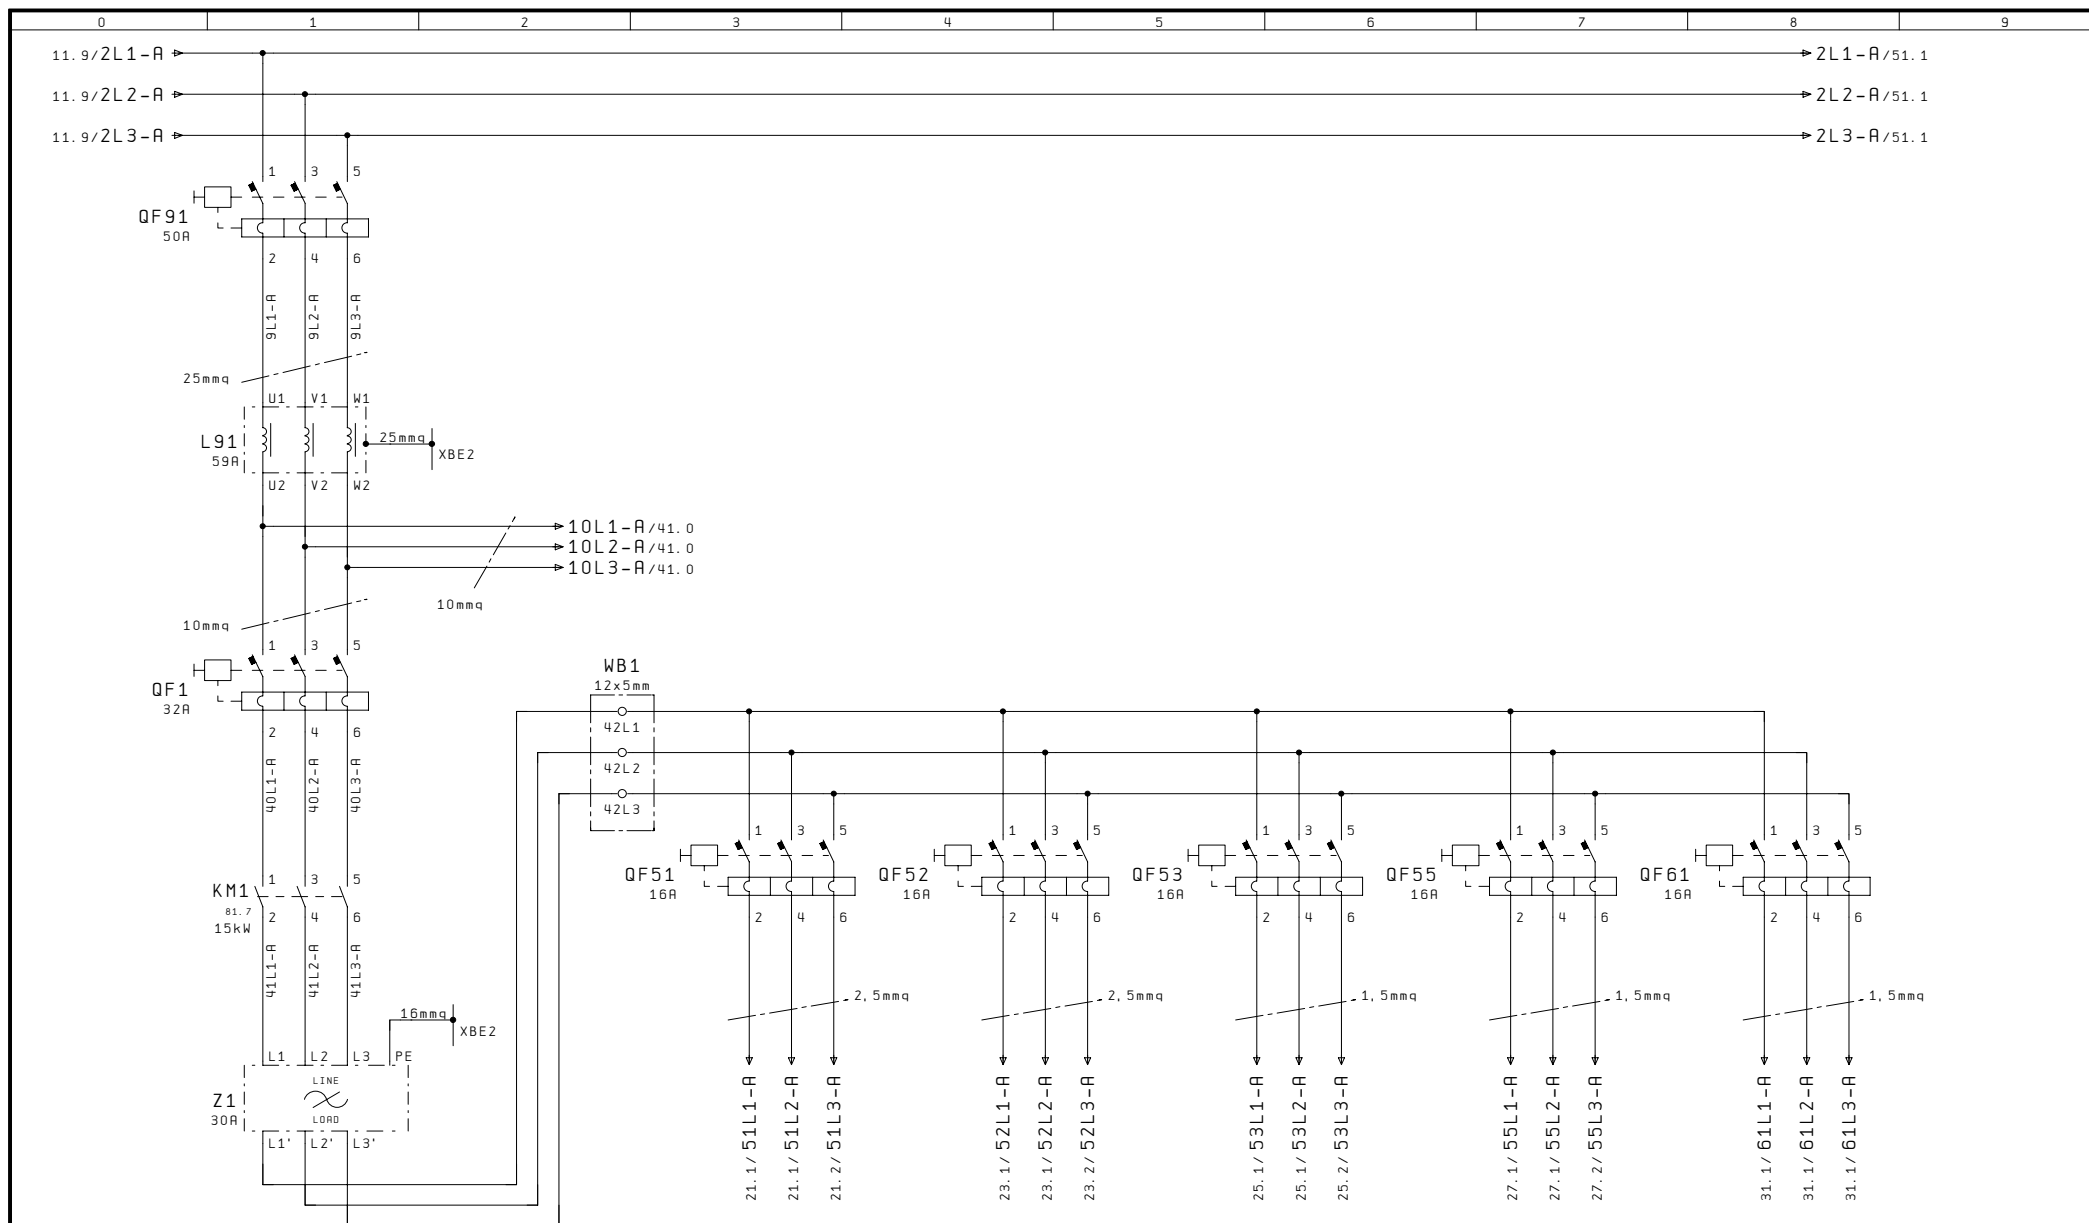 0 1 2 3 4 5 6 7 8 9
11.9/2L1-A 2L1-A/51.1
11.9/2L2-A 2L2-A/51.1
11.9/2L3-A 2L3-A/51.1
1 3 5
QF91
50A
2 4 6
9L1-A 9L2-A 9L3-A
25mmq
U1 V1 W1
L91
59A
25mmq
XBE2
U2 V2 W2
10L1-A/41.0
10L2-A/41.0
10L3-A/41.0
10mmq
10mmq
1 3 5
QF1
32A
2 4 6
40L1-A 40L2-A 40L3-A
WB1
12x5mm
42L1
42L2
42L3
1 3 5
KM1
81.7
15kW
2 4 6
41L1-A 41L2-A 41L3-A
16mmq
XBE2
L1 L2 L3 PE
LINE
Z1
30A
LOAD
L1' L2' L3'
1 3 5
QF51
16A
2 4 6
2,5mmq
21.1/51L1-A 21.1/51L2-A 21.2/51L3-A
1 3 5
QF52
16A
2 4 6
2,5mmq
23.1/52L1-A 23.1/52L2-A 23.2/52L3-A
1 3 5
QF53
16A
2 4 6
1,5mmq
25.1/53L1-A 25.1/53L2-A 25.2/53L3-A
1 3 5
QF55
16A
2 4 6
1,5mmq
27.1/55L1-A 27.1/55L2-A 27.2/55L3-A
1 3 5
QF61
16A
2 4 6
1,5mmq
31.1/61L1-A 31.1/61L2-A 31.1/61L3-A